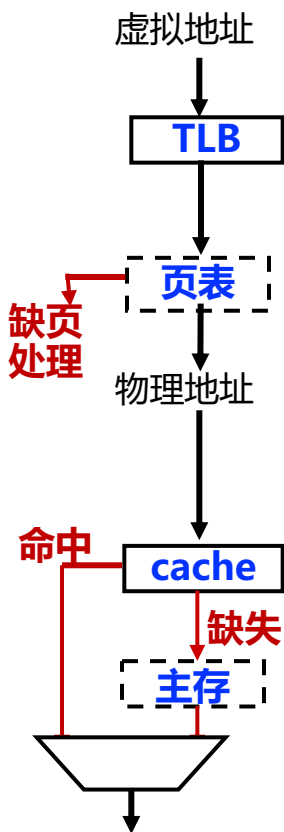 虚拟地址
TLB
页表
缺页
处理
物理地址
命中
cache
缺失
主存